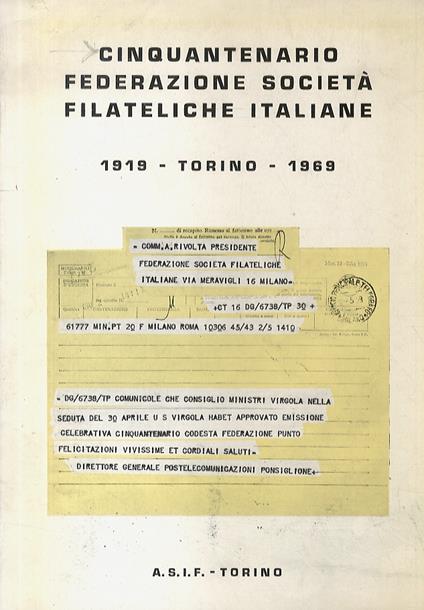 CINQUANTENARIO
FEDERAZIONE SOCIETÀ
FILATELICHE ITALIANE
1919 - TORINO - 1969
= COMM.A.RIVOLTA PRESIDENTE
FEDERAZIONE SOCIETA FILATELICHE
ITALIANE VIA MERAVIGLI 16 MILANO=
+CT 16 DG/6738/TP 30+
61777 MIN.PT 20 F MILANO ROMA 10306 45/43 2/5 1410
= DG/6738/TP COMUNICOLE CHE CONSIGLIO MINISTRI VIRGOLA NELLA
SEDUTA DEL 30 APRILE U S VIRGOLA HABET APPROVATO EMISSIONE
CELEBRATIVA CINQUANTENARIO CODESTA FEDERAZIONE PUNTO
FELICITAZIONI VIVISSIME ET CORDIALI SALUTI=
DIRETTORE GENERALE POSTELECOMUNICAZIONI PONSIGLIONE+
A.S.I.F. - TORINO